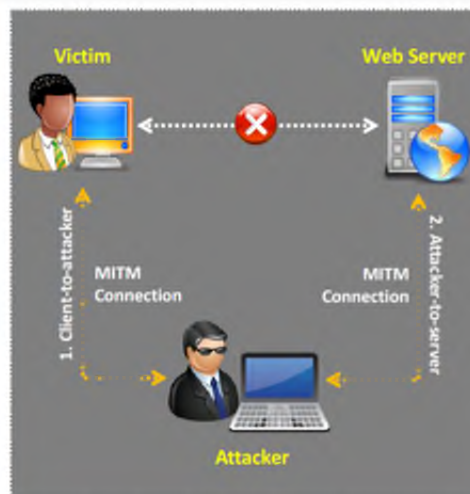 Victim
Web Server
1. Client-to-attacker
MITM
Connection
MITM
Connection
2. Attacker-to-server
Attacker